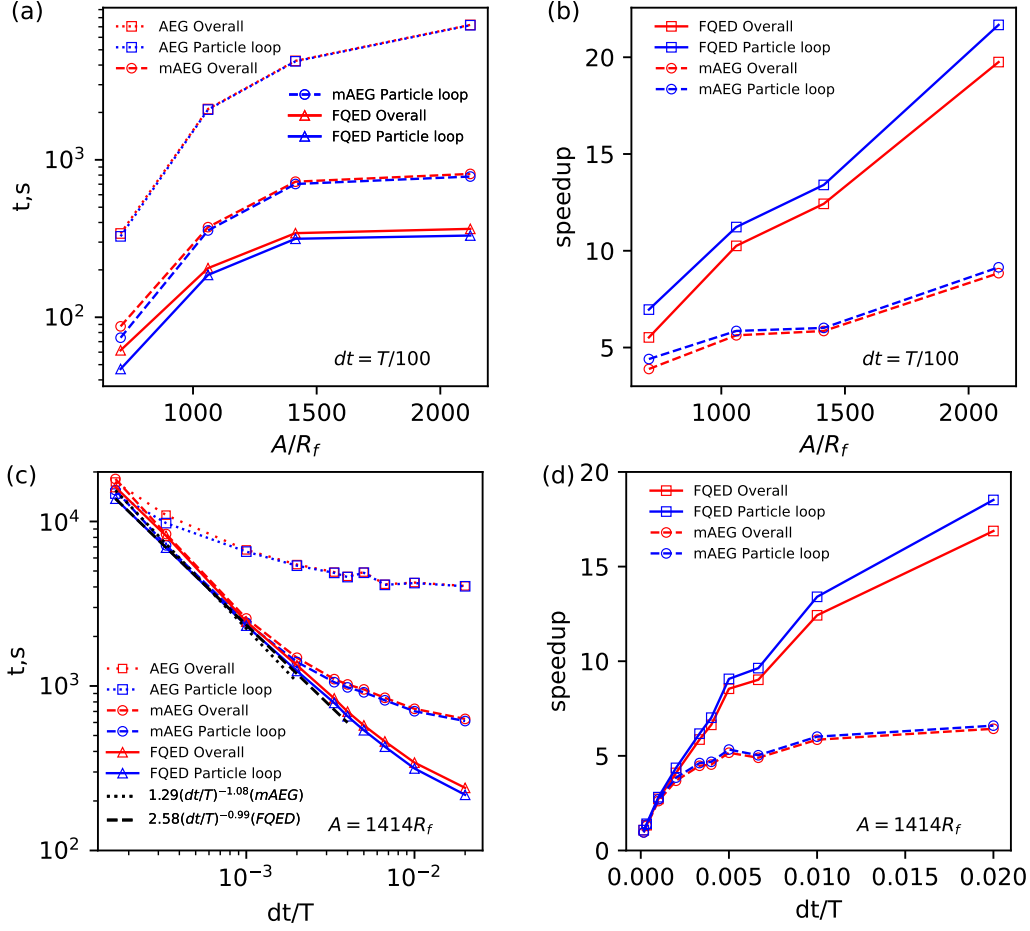 (a)
AEG Overall
AEG Particle loop
mAEG Overall
mAEG Particle loop
FQED Overall
FQED Particle loop
10³
10²
t,s
dt = T/100
1000
1500
2000
A/R_f
(b)
FQED Overall
FQED Particle loop
mAEG Overall
mAEG Particle loop
20
15
10
5
speedup
dt = T/100
1000
1500
2000
A/R_f
(c)
10⁴
10³
10²
t,s
AEG Overall
AEG Particle loop
mAEG Overall
mAEG Particle loop
FQED Overall
FQED Particle loop
1.29(dt/T)^−1.08(mAEG)
2.58(dt/T)^−0.99(FQED)
A = 1414R_f
10⁻³
10⁻²
dt/T
(d)
FQED Overall
FQED Particle loop
mAEG Overall
mAEG Particle loop
20
15
10
5
0
speedup
A = 1414R_f
0.000
0.005
0.010
0.015
0.020
dt/T